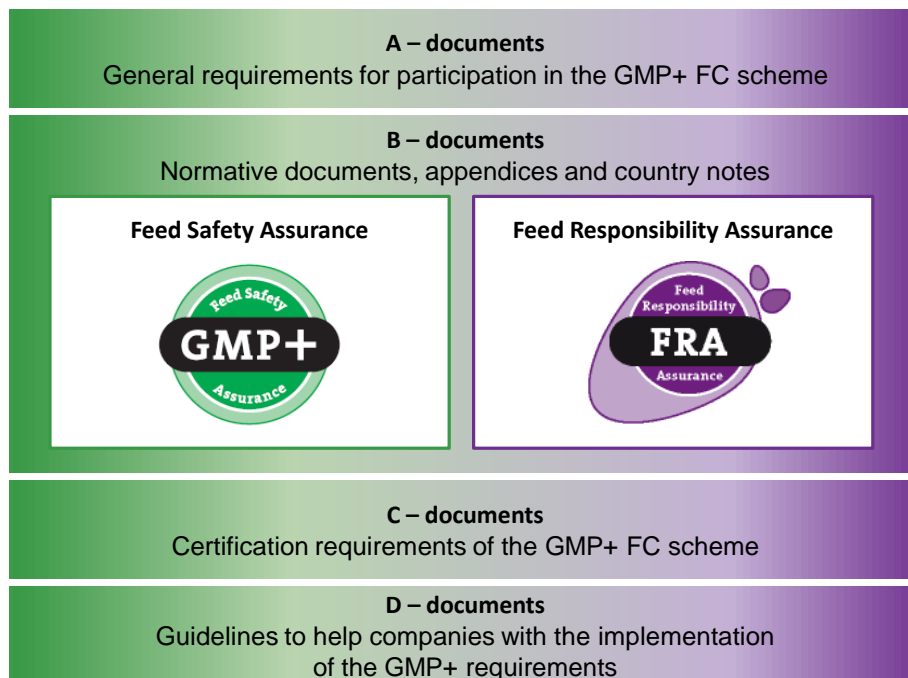 A – documents
General requirements for participation in the GMP+ FC scheme
B – documents
Normative documents, appendices and country notes
Feed Safety Assurance
Feed Safety
GMP+
Assurance
Feed Responsibility Assurance
Feed
Responsibility
FRA
Assurance
C – documents
Certification requirements of the GMP+ FC scheme
D – documents
Guidelines to help companies with the implementation
of the GMP+ requirements